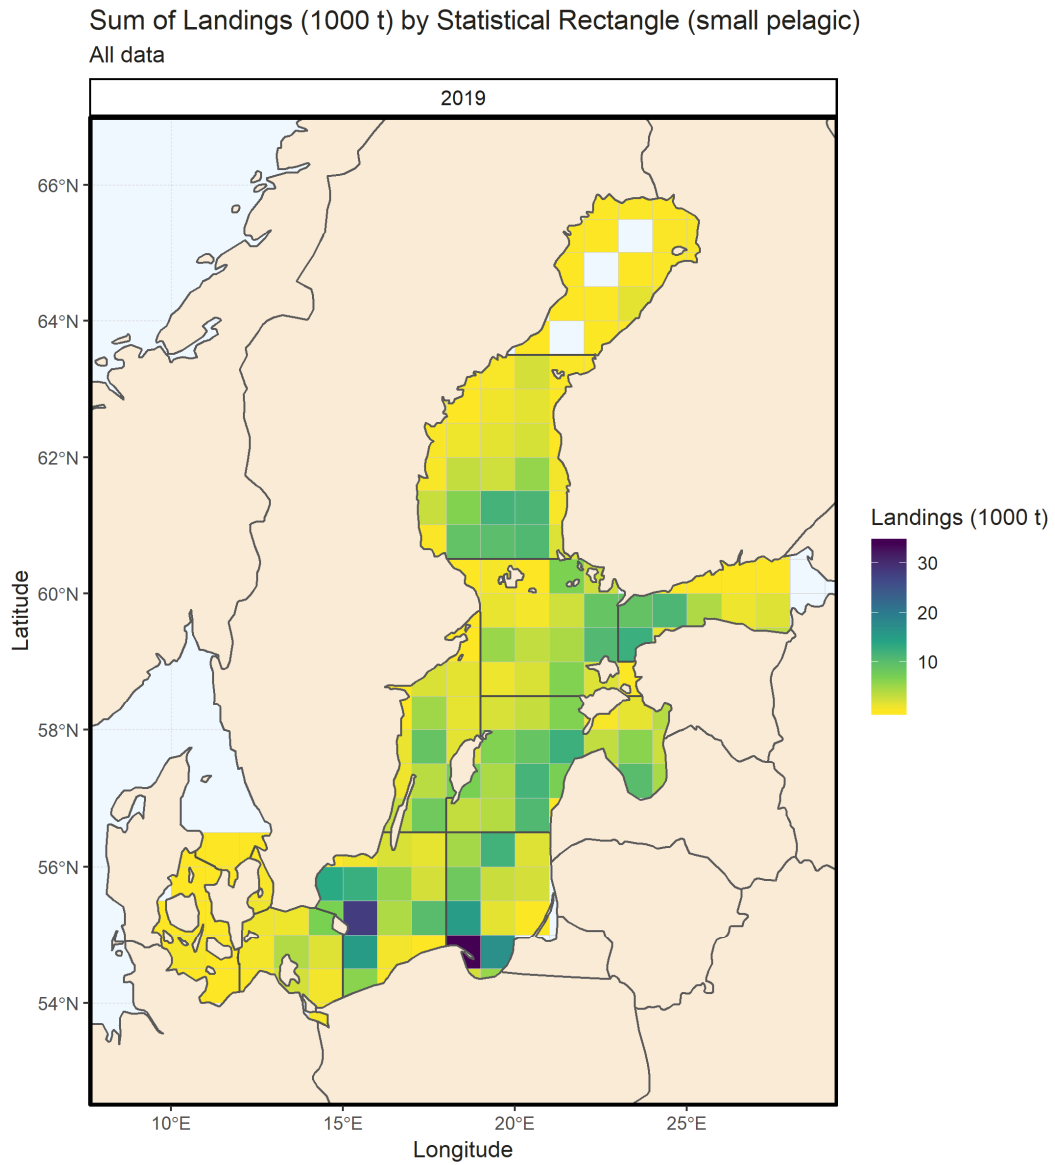 Sum of Landings (1000 t) by Statistical Rectangle (small pelagic)
All data
2019
66°N
64°N
62°N
60°N
58°N
56°N
54°N
Latitude
10°E
15°E
20°E
25°E
Longitude
Landings (1000 t)
30
20
10